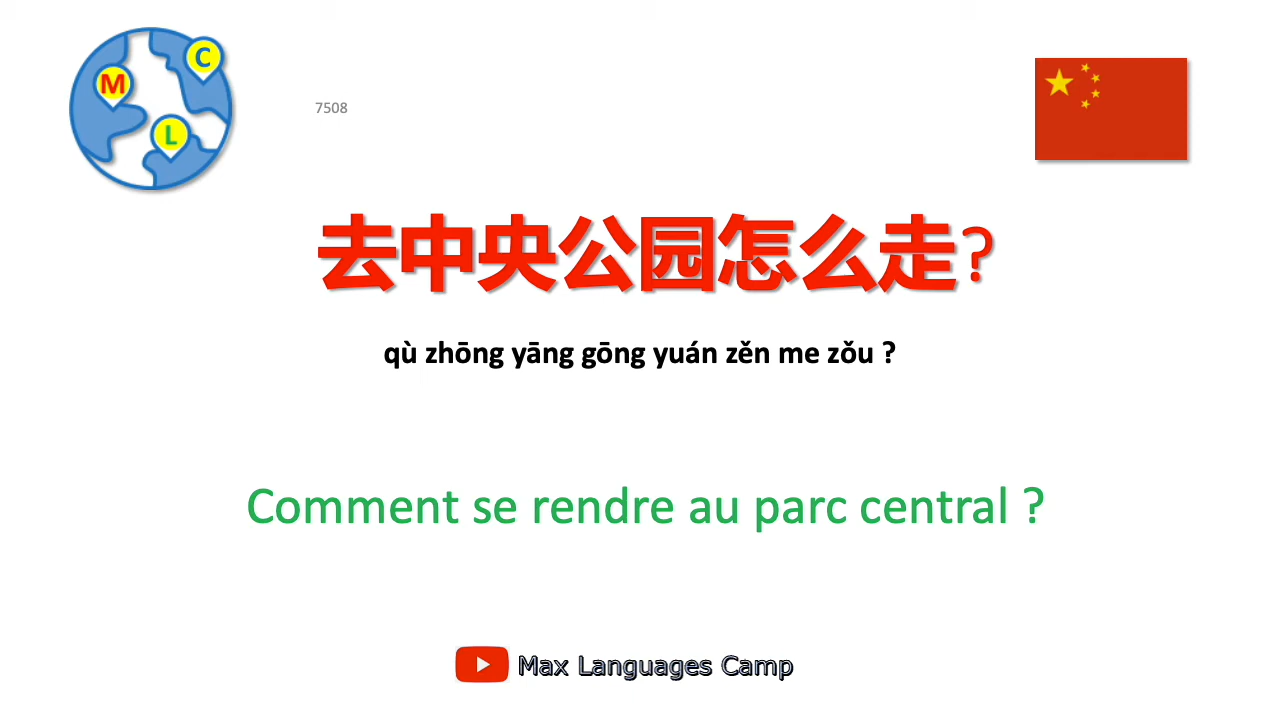 M
C
L
7508
去中央公园怎么走?
qù zhōng yāng gōng yuán zěn me zǒu ?
Comment se rendre au parc central ?
Max Languages Camp